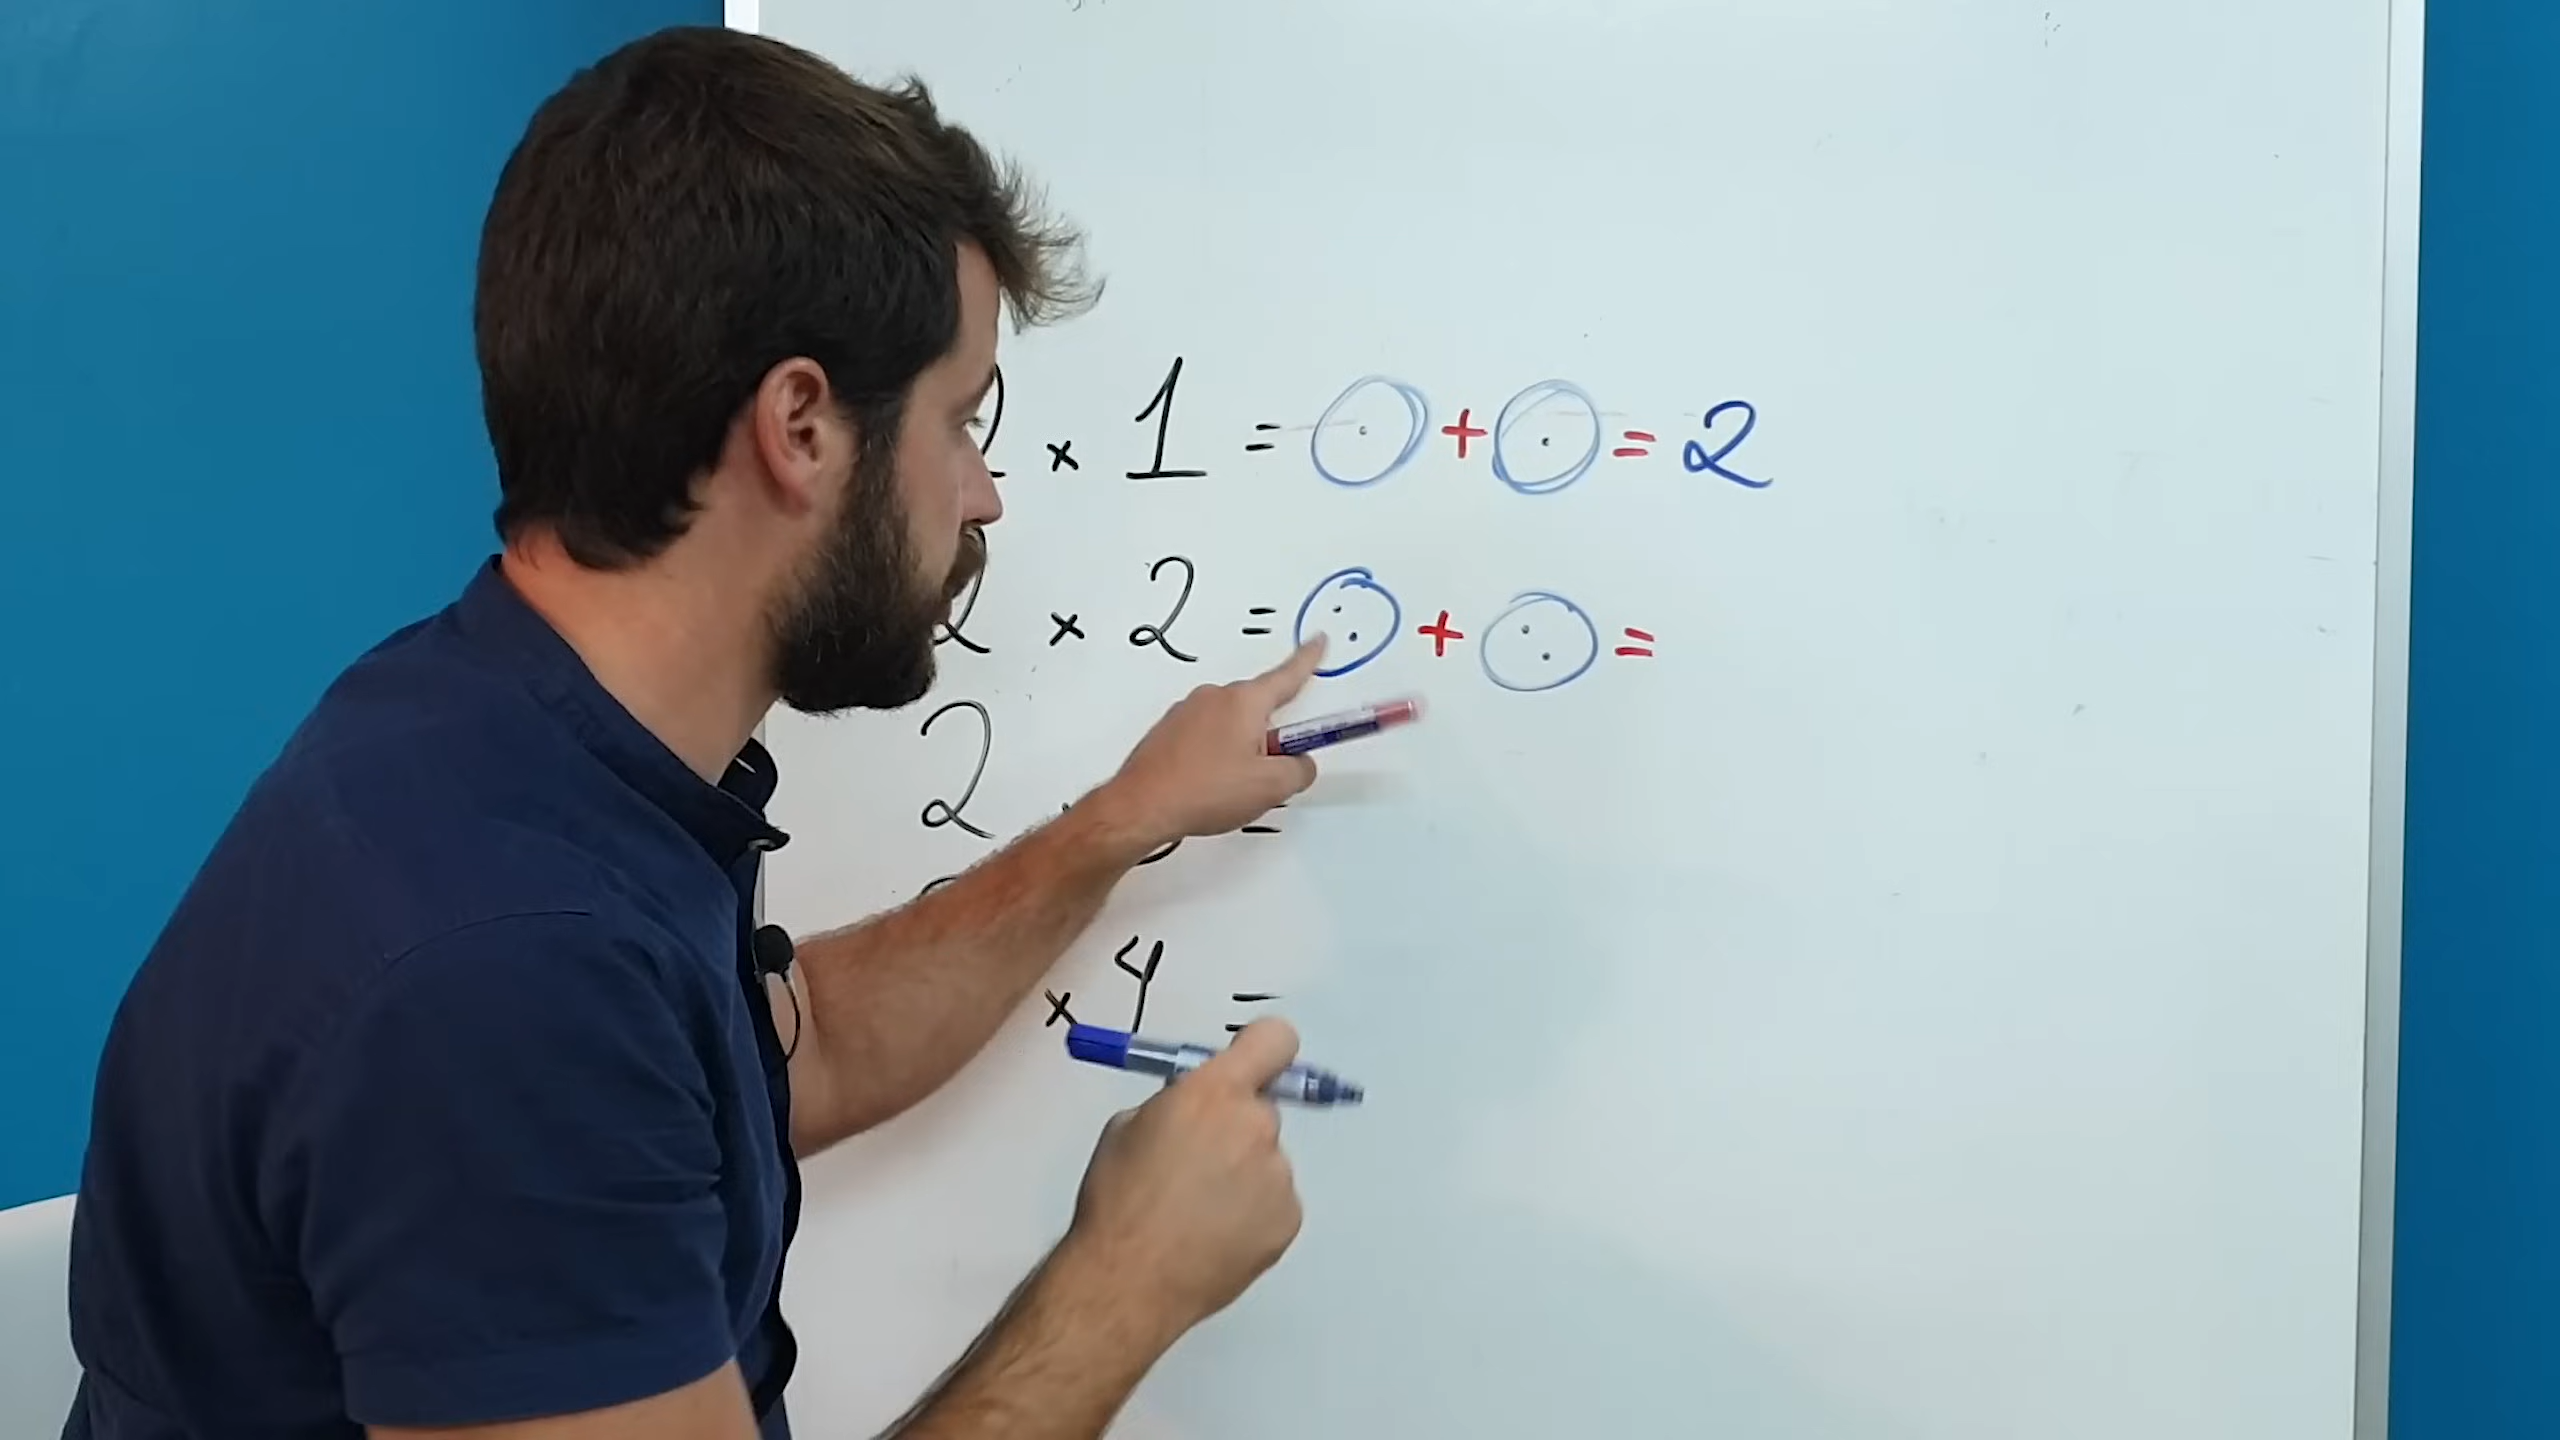 2 × 1 = + = 2
2 × 2 = + =
2 =
× 4 =